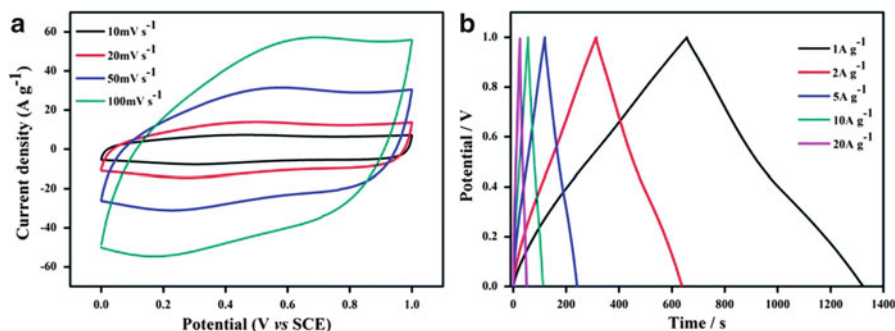 a
10mV s⁻¹
20mV s⁻¹
50mV s⁻¹
100mV s⁻¹
60
40
20
0
-20
-40
-60
Current density (A g⁻¹)
0.0 0.2 0.4 0.6 0.8 1.0
Potential (V vs SCE)
b
1A g⁻¹
2A g⁻¹
5A g⁻¹
10A g⁻¹
20A g⁻¹
1.0
0.8
0.6
0.4
0.2
0.0
Potential / V
0 200 400 600 800 1000 1200 1400
Time / s